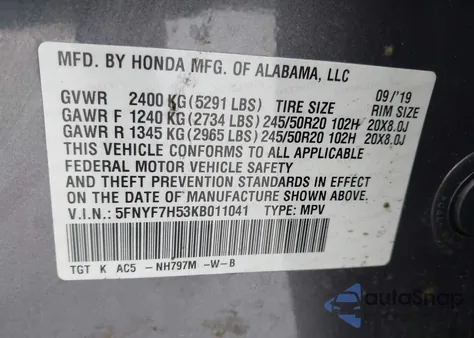 MFD. BY HONDA MFG. OF ALABAMA, LLC
09/'19
GVWR 2400 KG (5291 LBS) TIRE SIZE RIM SIZE
GAWR F 1240 KG (2734 LBS) 245/50R20 102H 20X8.0J
GAWR R 1345 KG (2965 LBS) 245/50R20 102H 20X8.0J
THIS VEHICLE CONFORMS TO ALL APPLICABLE
FEDERAL MOTOR VEHICLE SAFETY
AND THEFT PREVENTION STANDARDS IN EFFECT
ON THE DATE OF MANUFACTURE SHOWN ABOVE.
V.I.N.: 5FNYF7H53KB011041 TYPE: MPV
TGT K AC5 -NH797M -W-B
autoSnap